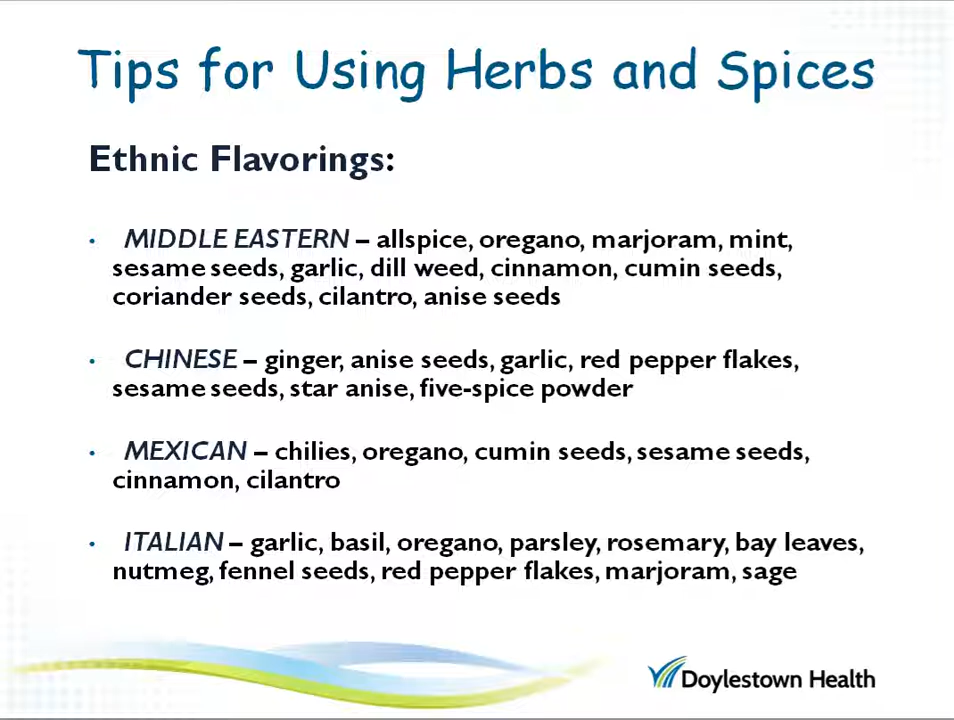 Tips for Using Herbs and Spices
Ethnic Flavorings:
• MIDDLE EASTERN – allspice, oregano, marjoram, mint,
sesame seeds, garlic, dill weed, cinnamon, cumin seeds,
coriander seeds, cilantro, anise seeds
• CHINESE – ginger, anise seeds, garlic, red pepper flakes,
sesame seeds, star anise, five-spice powder
• MEXICAN – chilies, oregano, cumin seeds, sesame seeds,
cinnamon, cilantro
• ITALIAN – garlic, basil, oregano, parsley, rosemary, bay leaves,
nutmeg, fennel seeds, red pepper flakes, marjoram, sage
Doylestown Health